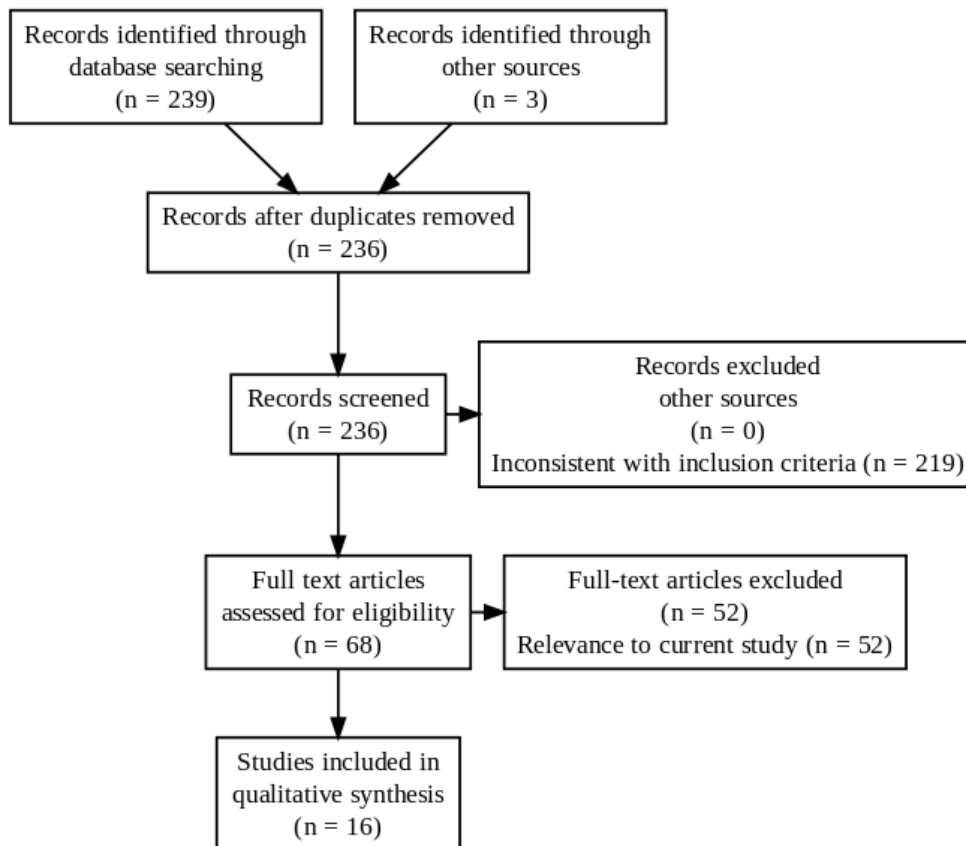 Records identified through
database searching
(n = 239)
Records identified through
other sources
(n = 3)
Records after duplicates removed
(n = 236)
Records screened
(n = 236)
Records excluded
other sources
(n = 0)
Inconsistent with inclusion criteria (n = 219)
Full text articles
assessed for eligibility
(n = 68)
Full-text articles excluded
(n = 52)
Relevance to current study (n = 52)
Studies included in
qualitative synthesis
(n = 16)